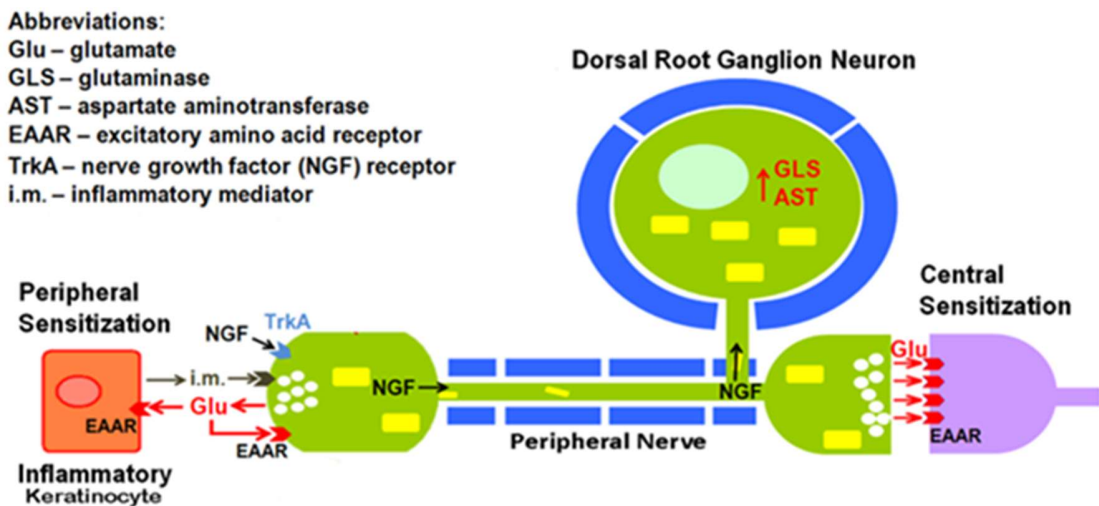 Abbreviations:
Glu – glutamate
GLS – glutaminase
AST – aspartate aminotransferase
EAAR – excitatory amino acid receptor
TrkA – nerve growth factor (NGF) receptor
i.m. – inflammatory mediator
Dorsal Root Ganglion Neuron
GLS
AST
Peripheral
Sensitization
Central
Sensitization
NGF
TrkA
i.m.
Glu
EAAR
EAAR
NGF
NGF
Glu
EAAR
Peripheral Nerve
Inflammatory
Keratinocyte